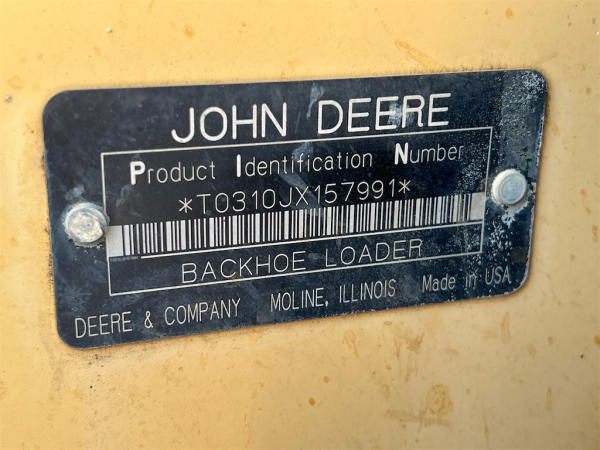 JOHN DEERE
Product Identification Number
*T0310JX157991*
BACKHOE LOADER
DEERE & COMPANY MOLINE, ILLINOIS Made in USA